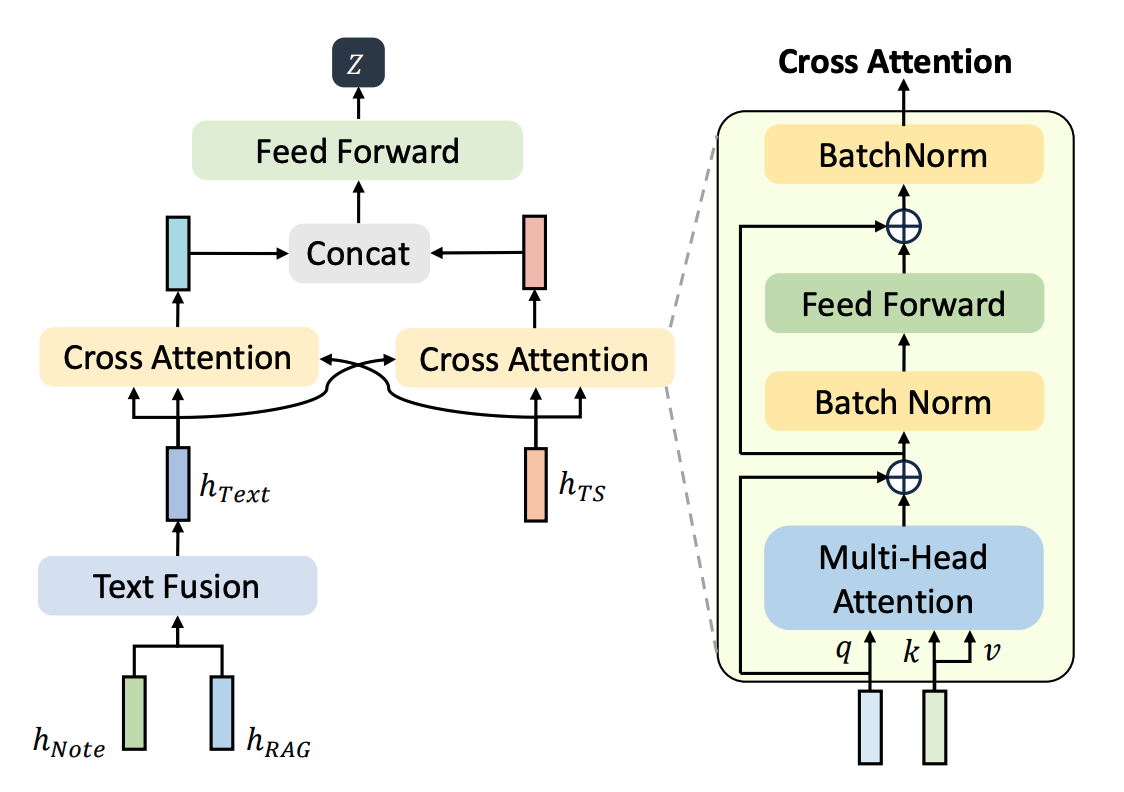 Z
Feed Forward
Concat
Cross Attention
Cross Attention
h_{Text}
h_{TS}
Text Fusion
h_{Note}
h_{RAG}
Cross Attention
BatchNorm
Feed Forward
Batch Norm
Multi-Head
Attention
q
k
v